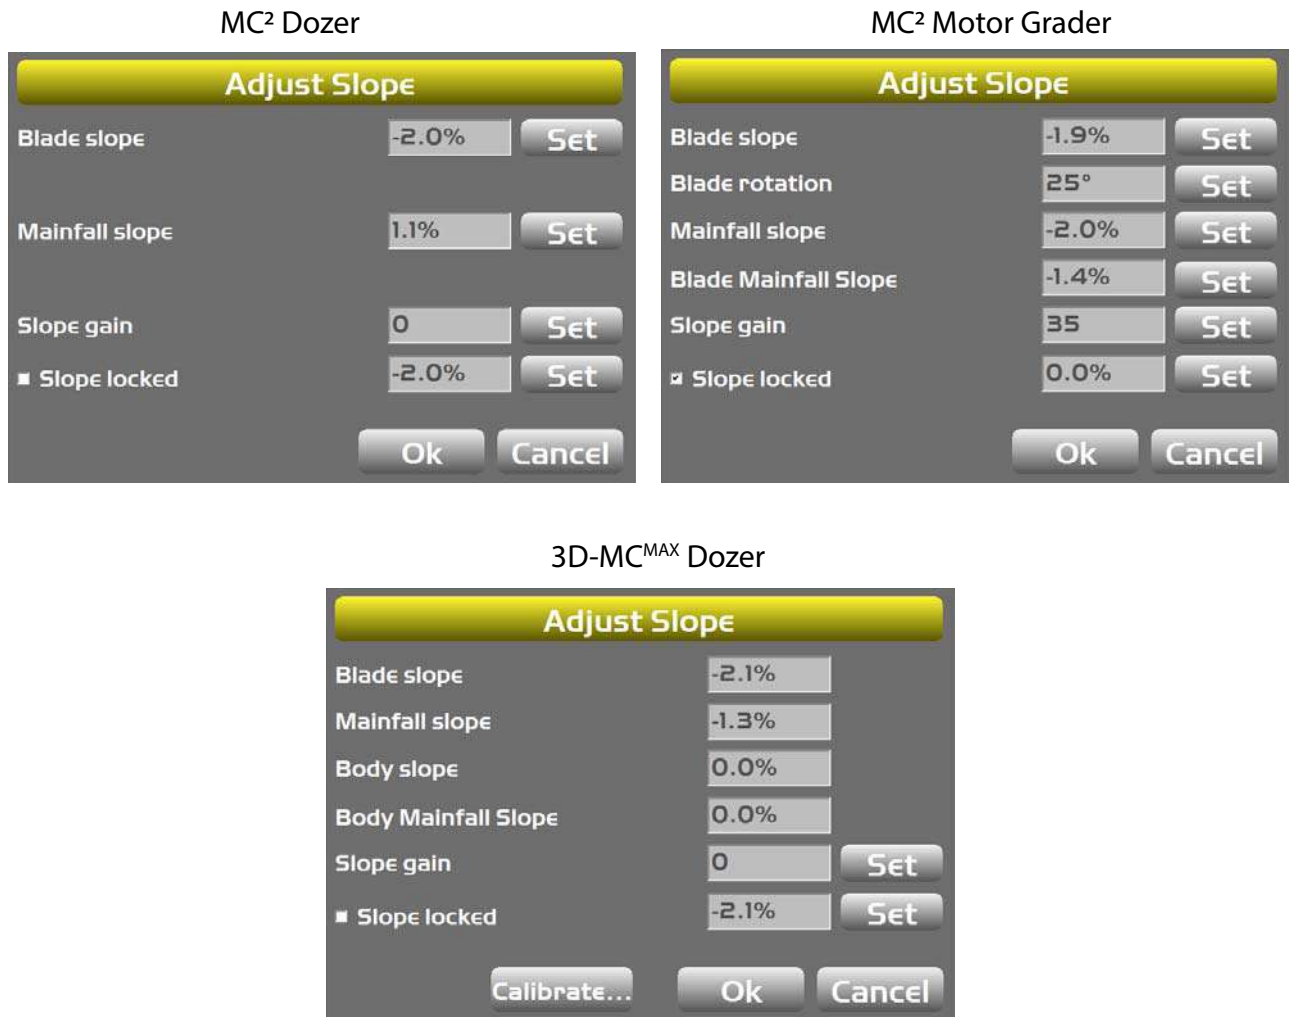 MC² Dozer
Adjust Slope
Blade slope -2.0% Set
Mainfall slope 1.1% Set
Slope gain 0 Set
Slope locked -2.0% Set
Ok Cancel
MC² Motor Grader
Adjust Slope
Blade slope -1.9% Set
Blade rotation 25° Set
Mainfall slope -2.0% Set
Blade Mainfall Slope -1.4% Set
Slope gain 35 Set
Slope locked 0.0% Set
Ok Cancel
3D-MCMAX Dozer
Adjust Slope
Blade slope -2.1%
Mainfall slope -1.3%
Body slope 0.0%
Body Mainfall Slope 0.0%
Slope gain 0 Set
Slope locked -2.1% Set
Calibrate... Ok Cancel